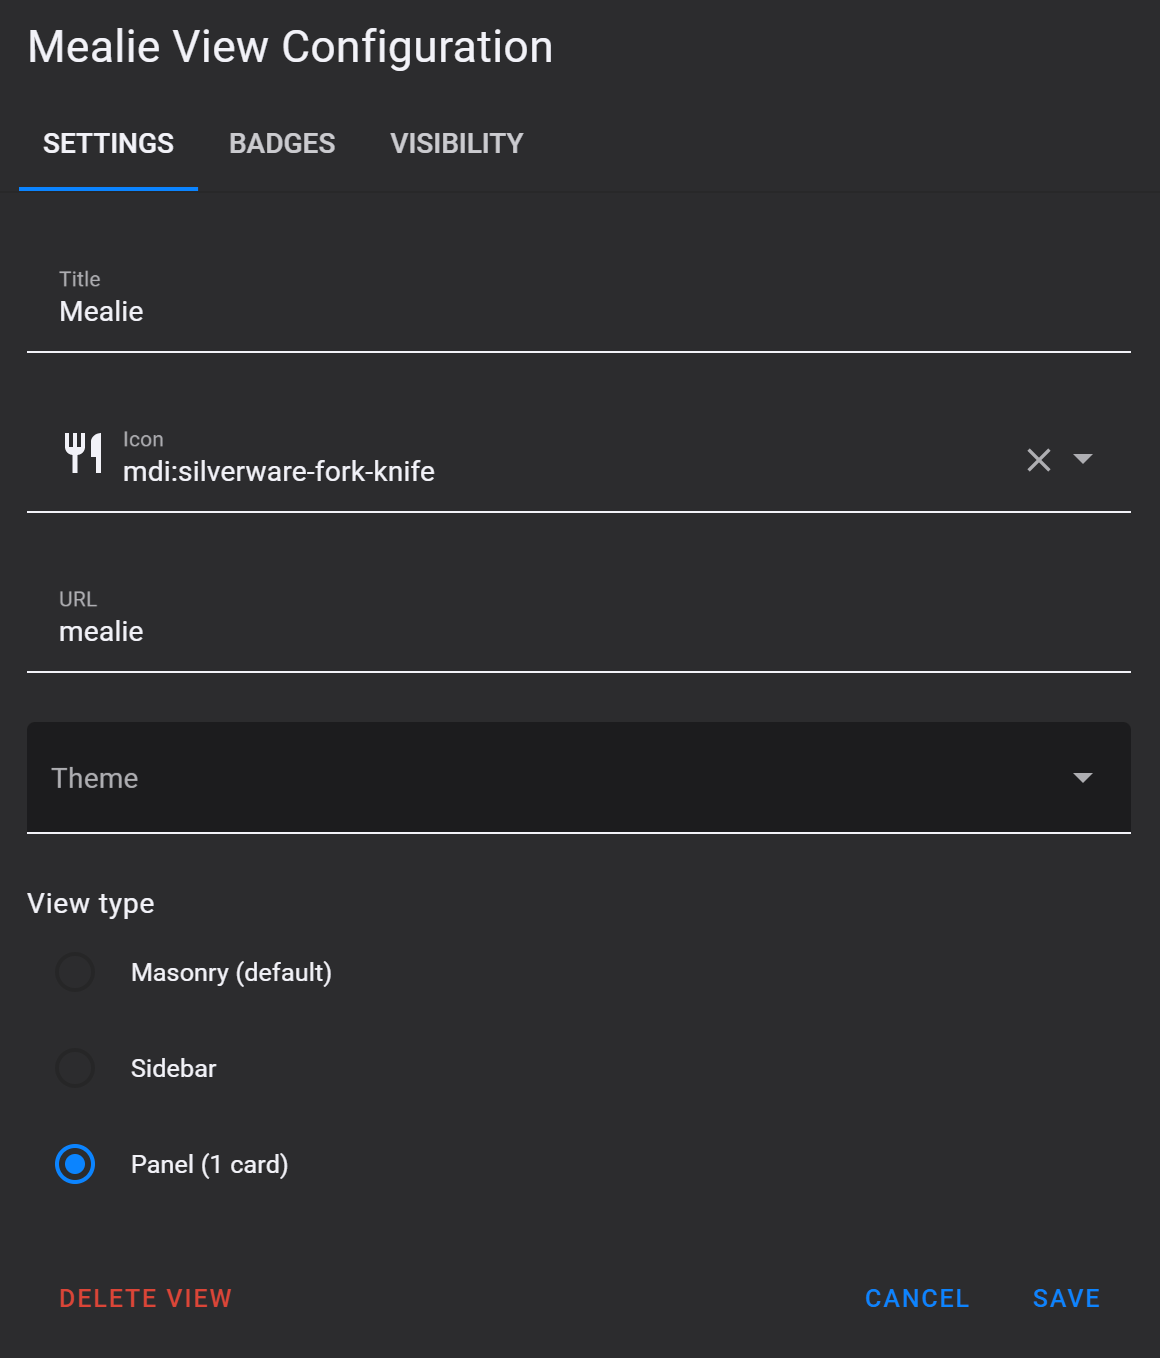 Mealie View Configuration
SETTINGS BADGES VISIBILITY
Title
Mealie
Icon
mdi:silverware-fork-knife
URL
mealie
Theme
View type
Masonry (default)
Sidebar
Panel (1 card)
DELETE VIEW CANCEL SAVE